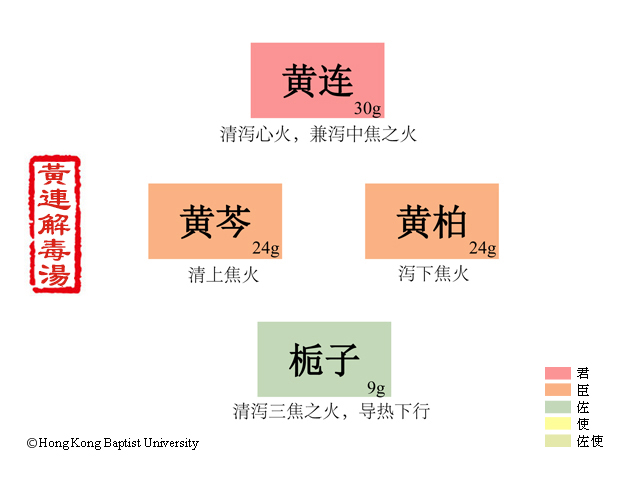 黄连
30g
清泻心火，兼泻中焦之火
黃連解毒湯
黄芩
24g
清上焦火
黄柏
24g
泻下焦火
栀子
9g
清泻三焦之火，导热下行
君
臣
佐
使
佐使
©Hong Kong Baptist University